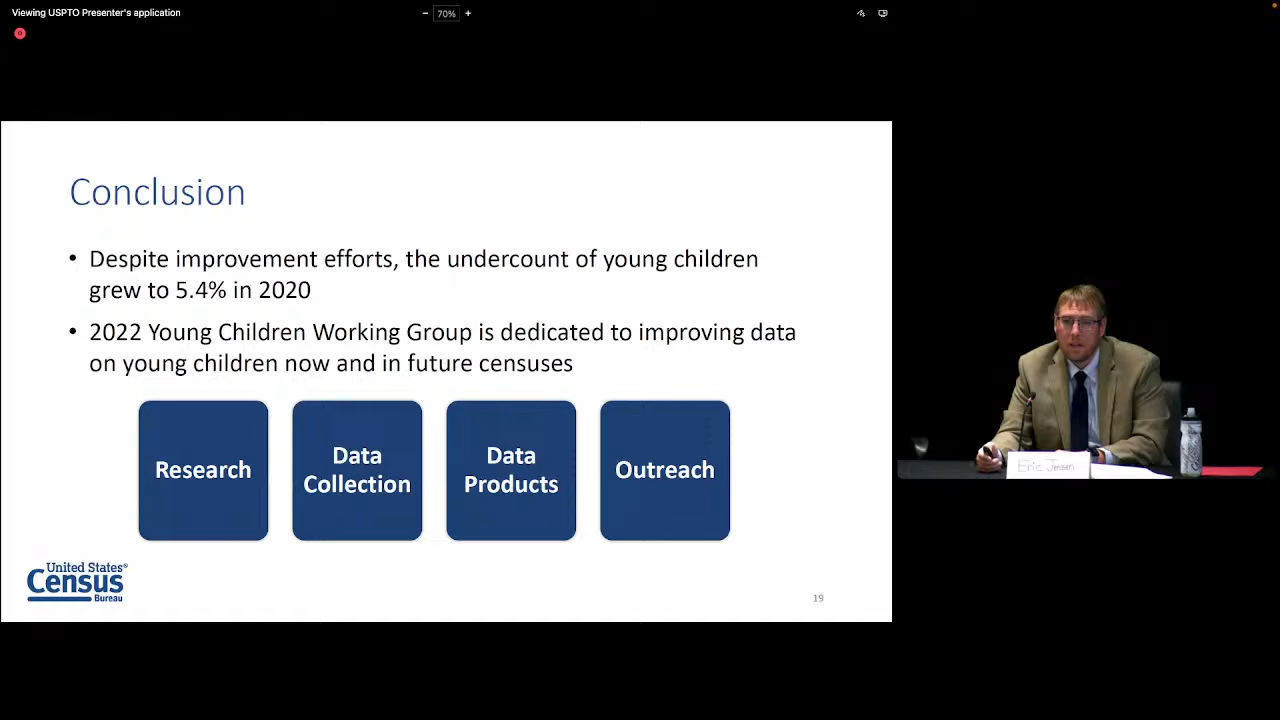 Viewing USPTO Presenter's application
− 70% +
Conclusion
• Despite improvement efforts, the undercount of young children
grew to 5.4% in 2020
• 2022 Young Children Working Group is dedicated to improving data
on young children now and in future censuses
Research
Data
Collection
Data
Products
Outreach
United States®
Census
Bureau
19
Eric Jensen